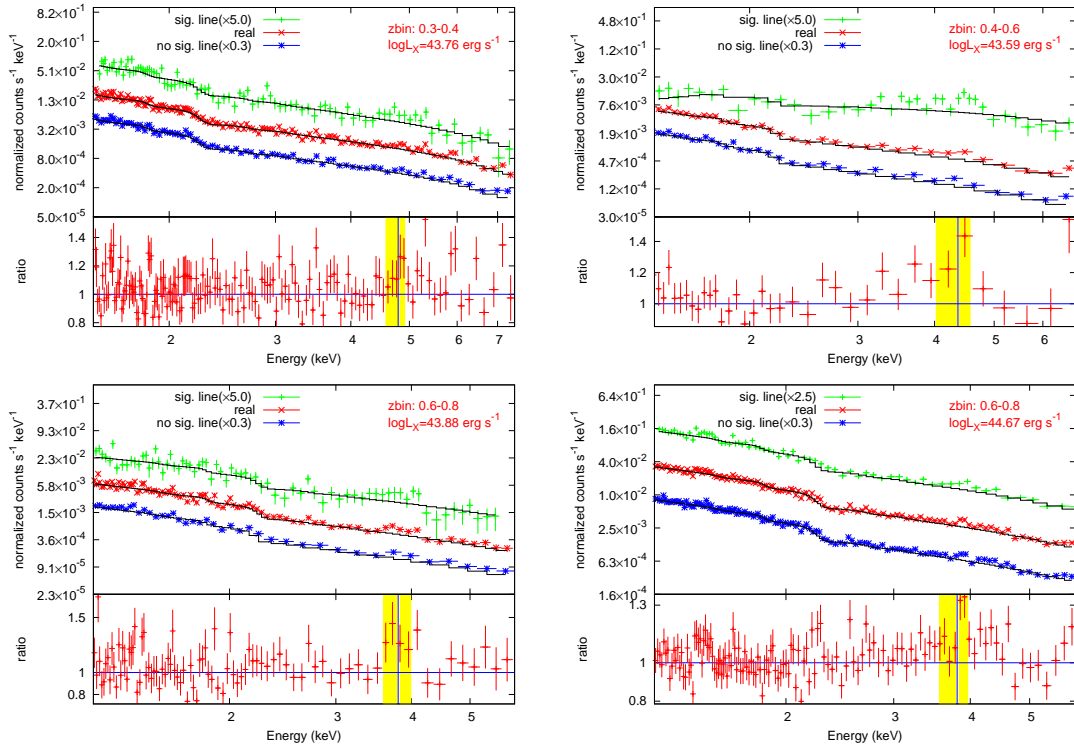 sig. line(×5.0)
real
no sig. line(×0.3)
zbin: 0.3-0.4
logLX=43.76 erg s-1
normalized counts s-1 keV-1
8.2×10-1
2.0×10-1
5.1×10-2
1.3×10-2
3.2×10-3
8.0×10-4
2.0×10-4
5.0×10-5
ratio
1.4
1.2
1
0.8
2
3
4
5
6
7
Energy (keV)
sig. line(×5.0)
real
no sig. line(×0.3)
zbin: 0.4-0.6
logLX=43.59 erg s-1
normalized counts s-1 keV-1
4.8×10-1
1.2×10-1
3.0×10-2
7.6×10-3
1.9×10-3
4.7×10-4
1.2×10-4
3.0×10-5
ratio
1.4
1.2
1
2
3
4
5
6
Energy (keV)
sig. line(×5.0)
real
no sig. line(×0.3)
zbin: 0.6-0.8
logLX=43.88 erg s-1
normalized counts s-1 keV-1
3.7×10-1
9.3×10-2
2.3×10-2
5.8×10-3
1.5×10-3
3.6×10-4
9.1×10-5
2.3×10-5
ratio
1.5
1
0.8
2
3
4
5
Energy (keV)
sig. line(×2.5)
real
no sig. line(×0.3)
zbin: 0.6-0.8
logLX=44.67 erg s-1
normalized counts s-1 keV-1
6.4×10-1
1.6×10-1
4.0×10-2
1.0×10-2
2.5×10-3
6.3×10-4
1.6×10-4
ratio
1.3
1
0.8
2
3
4
5
Energy (keV)